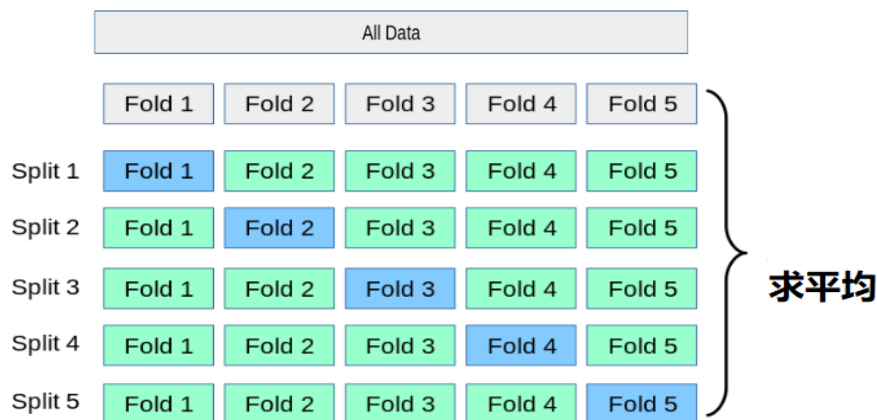 All Data
Fold 1 Fold 2 Fold 3 Fold 4 Fold 5
Split 1 Fold 1 Fold 2 Fold 3 Fold 4 Fold 5
Split 2 Fold 1 Fold 2 Fold 3 Fold 4 Fold 5
Split 3 Fold 1 Fold 2 Fold 3 Fold 4 Fold 5
求平均
Split 4 Fold 1 Fold 2 Fold 3 Fold 4 Fold 5
Split 5 Fold 1 Fold 2 Fold 3 Fold 4 Fold 5